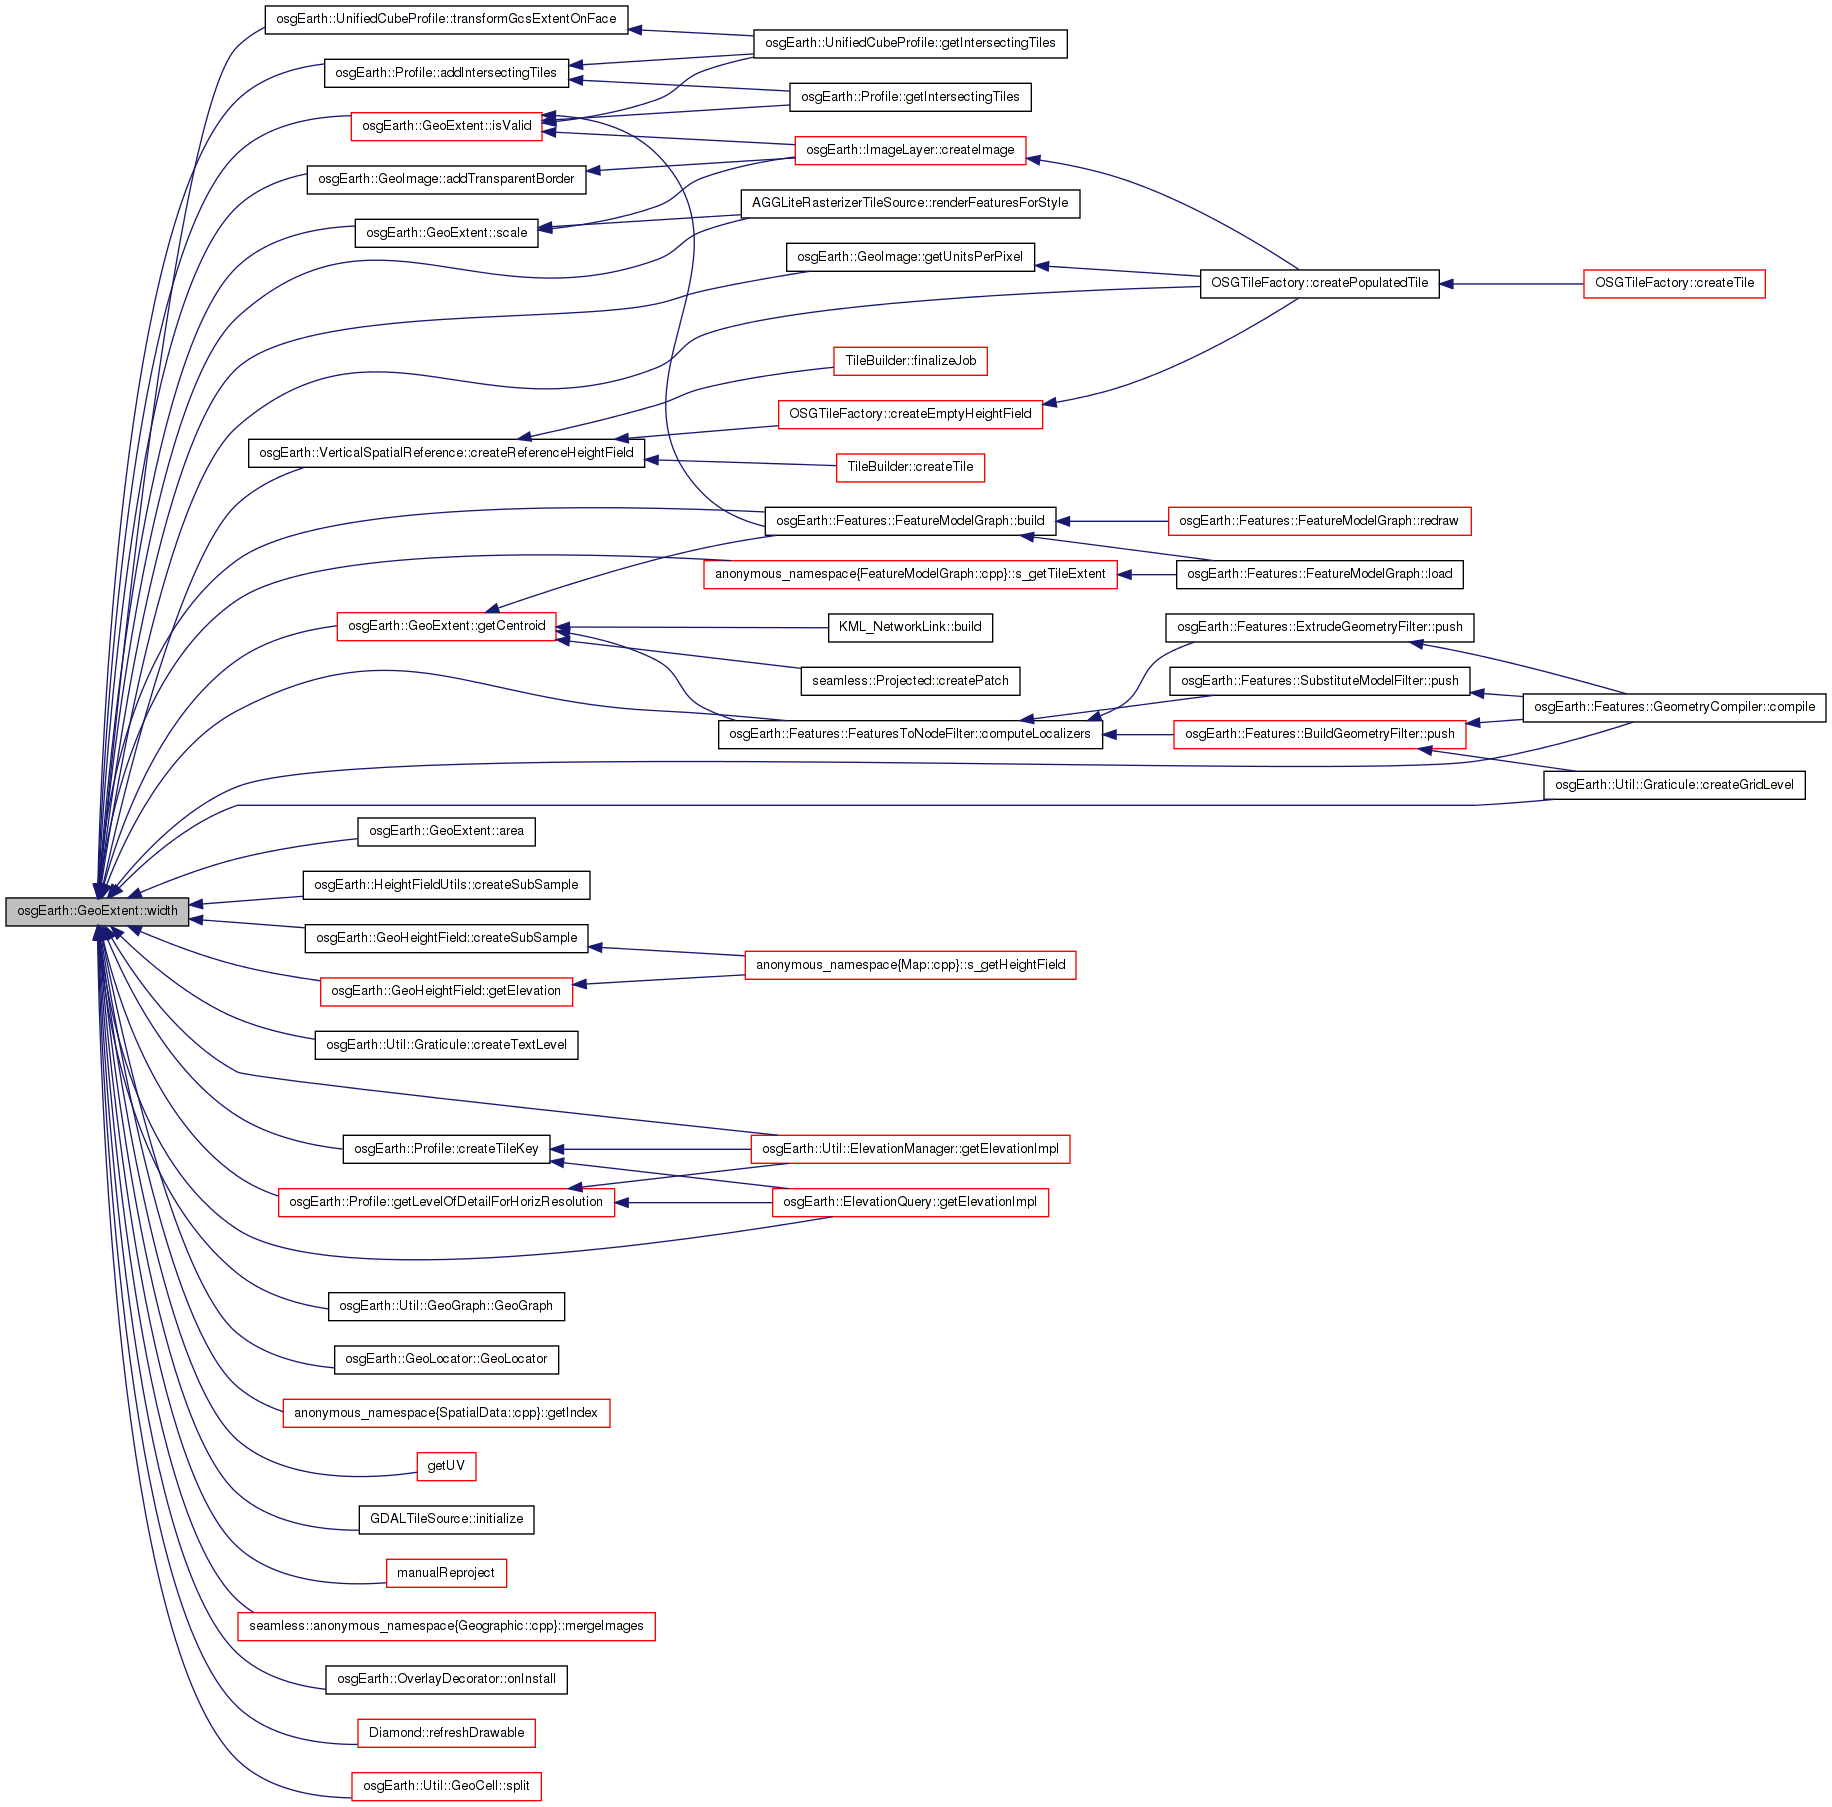 osgEarth::UnifiedCubeProfile::transformGcsExtentOnFace
osgEarth::UnifiedCubeProfile::getIntersectingTiles
osgEarth::Profile::addIntersectingTiles
osgEarth::Profile::getIntersectingTiles
osgEarth::GeoExtent::isValid
osgEarth::ImageLayer::createImage
osgEarth::GeoImage::addTransparentBorder
AGGLiteRasterizerTileSource::renderFeaturesForStyle
osgEarth::GeoExtent::scale
osgEarth::GeoImage::getUnitsPerPixel
OSGTileFactory::createPopulatedTile
OSGTileFactory::createTile
TileBuilder::finalizeJob
OSGTileFactory::createEmptyHeightField
osgEarth::VerticalSpatialReference::createReferenceHeightField
TileBuilder::createTile
osgEarth::Features::FeatureModelGraph::build
osgEarth::Features::FeatureModelGraph::redraw
anonymous_namespace{FeatureModelGraph::cpp}::s_getTileExtent
osgEarth::Features::FeatureModelGraph::load
osgEarth::GeoExtent::getCentroid
KML_NetworkLink::build
osgEarth::Features::ExtrudeGeometryFilter::push
seamless::Projected::createPatch
osgEarth::Features::SubstituteModelFilter::push
osgEarth::Features::GeometryCompiler::compile
osgEarth::Features::FeaturesToNodeFilter::computeLocalizers
osgEarth::Features::BuildGeometryFilter::push
osgEarth::Util::Graticule::createGridLevel
osgEarth::GeoExtent::area
osgEarth::HeightFieldUtils::createSubSample
osgEarth::GeoExtent::width
osgEarth::GeoHeightField::createSubSample
anonymous_namespace{Map::cpp}::s_getHeightField
osgEarth::GeoHeightField::getElevation
osgEarth::Util::Graticule::createTextLevel
osgEarth::Profile::createTileKey
osgEarth::Util::ElevationManager::getElevationImpl
osgEarth::Profile::getLevelOfDetailForHorizResolution
osgEarth::ElevationQuery::getElevationImpl
osgEarth::Util::GeoGraph::GeoGraph
osgEarth::GeoLocator::GeoLocator
anonymous_namespace{SpatialData::cpp}::getIndex
getUV
GDALTileSource::initialize
manualReproject
seamless::anonymous_namespace{Geographic::cpp}::mergeImages
osgEarth::OverlayDecorator::onInstall
Diamond::refreshDrawable
osgEarth::Util::GeoCell::split